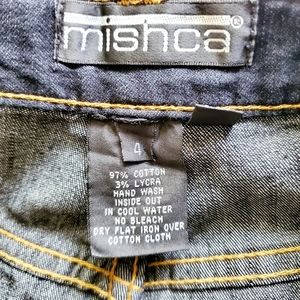 mishca®
4
97% COTTON
3% LYCRA
HAND WASH
INSIDE OUT
IN COOL WATER
NO BLEACH
DRY FLAT IRON OVER
COTTON CLOTH